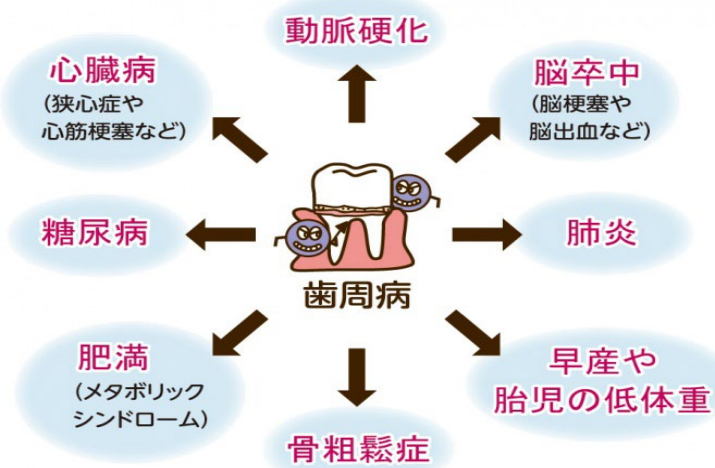 動脈硬化
心臓病
(狭心症や
心筋梗塞など)
脳卒中
(脳梗塞や
脳出血など)
糖尿病
肺炎
歯周病
肥満
(メタボリック
シンドローム)
早産や
胎児の低体重
骨粗鬆症